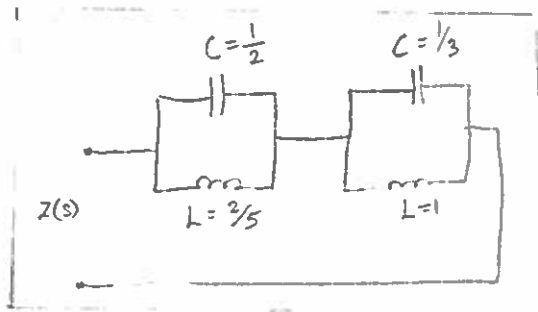 C = 1/2
C = 1/3
Z(s)
L = 2/5
L = 1